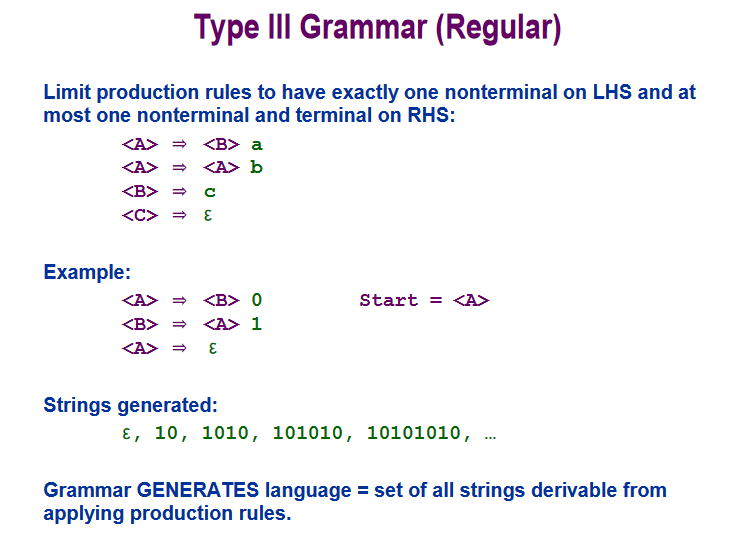 Type III Grammar (Regular)
Limit production rules to have exactly one nonterminal on LHS and at
most one nonterminal and terminal on RHS:
<A> ⇒ <B> a
<A> ⇒ <A> b
<B> ⇒ c
<C> ⇒ ε
Example:
<A> ⇒ <B> 0 Start = <A>
<B> ⇒ <A> 1
<A> ⇒ ε
Strings generated:
ε, 10, 1010, 101010, 10101010, …
Grammar GENERATES language = set of all strings derivable from
applying production rules.